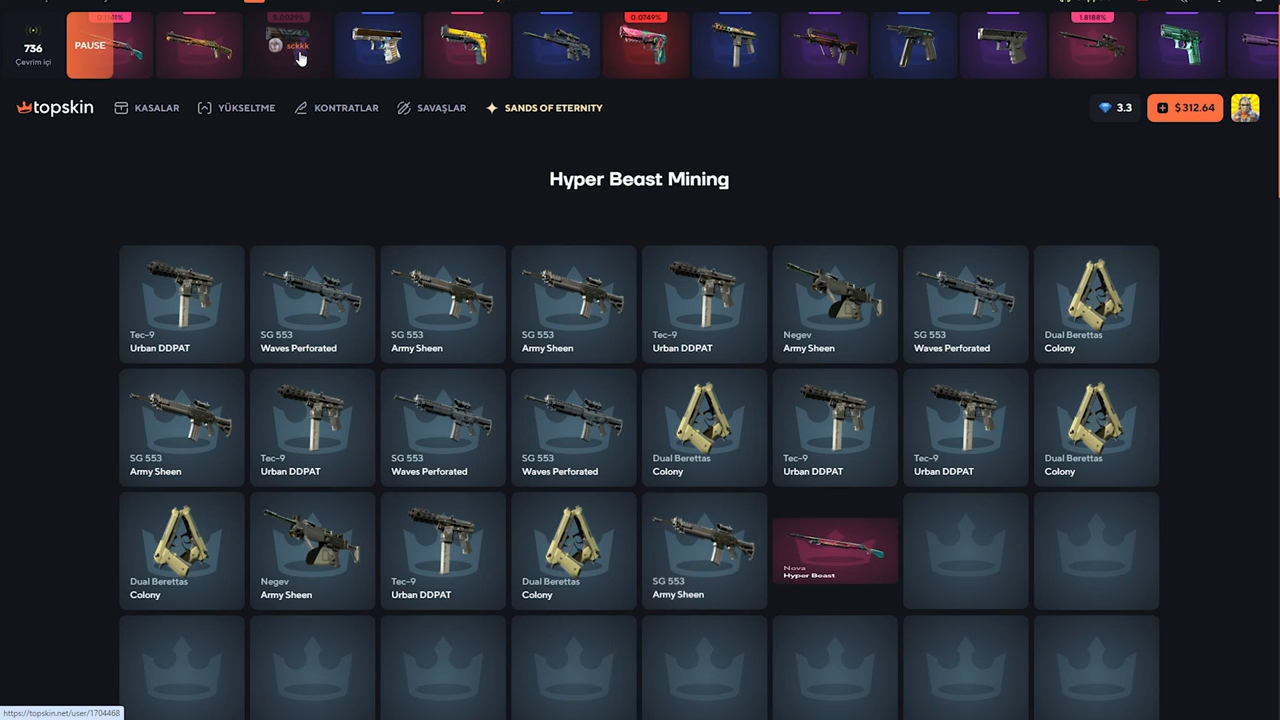 0.1141%
5.0029%
0.0749%
1.8188%
736
Çevrim içi
PAUSE
sckkk
topskin
KASALAR
YÜKSELTME
KONTRATLAR
SAVAŞLAR
SANDS OF ETERNITY
3.3
$ 312.64
Hyper Beast Mining
Tec-9
Urban DDPAT
SG 553
Waves Perforated
SG 553
Army Sheen
SG 553
Army Sheen
Tec-9
Urban DDPAT
Negev
Army Sheen
SG 553
Waves Perforated
Dual Berettas
Colony
SG 553
Army Sheen
Tec-9
Urban DDPAT
SG 553
Waves Perforated
SG 553
Waves Perforated
Dual Berettas
Colony
Tec-9
Urban DDPAT
Tec-9
Urban DDPAT
Dual Berettas
Colony
Dual Berettas
Colony
Negev
Army Sheen
Tec-9
Urban DDPAT
Dual Berettas
Colony
SG 553
Army Sheen
Nova
Hyper Beast
https://topskin.net/user/1704468